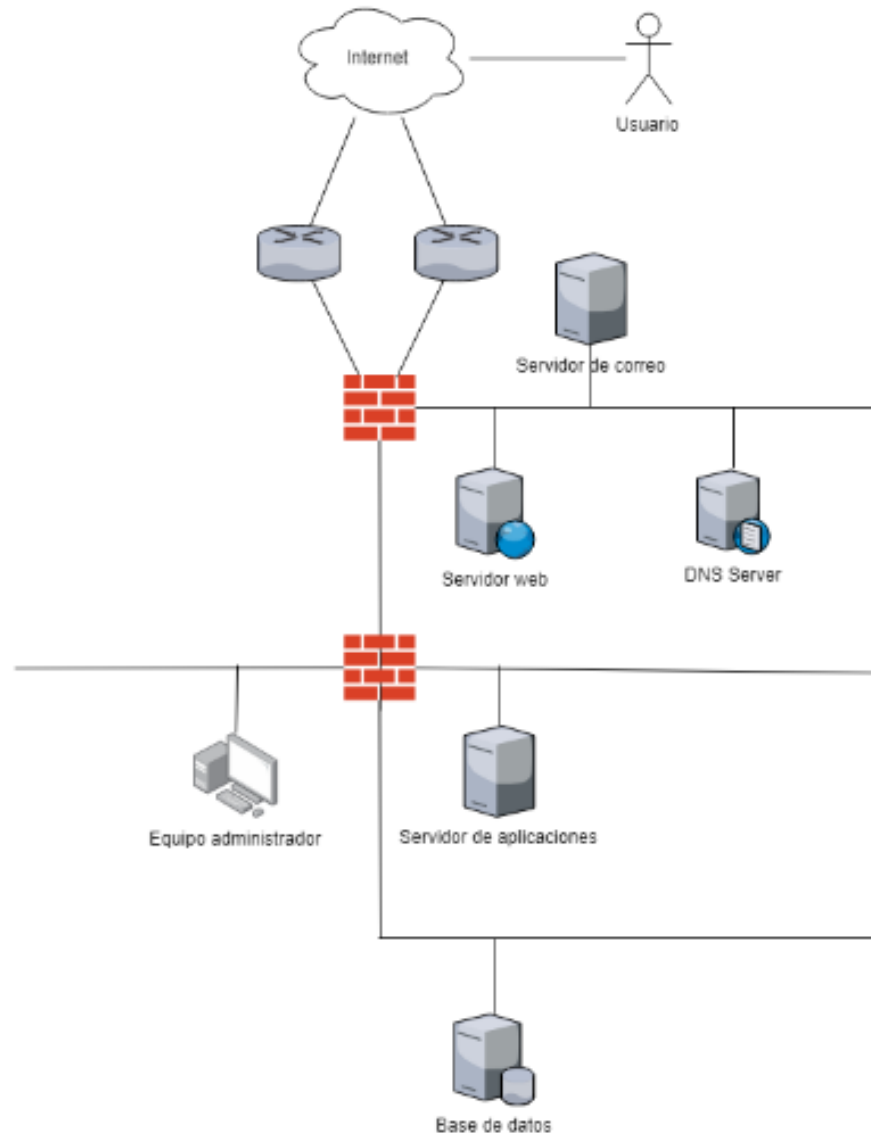 Internet
Usuario
Servidor de correo
Servidor web
DNS Server
Equipo administrador
Servidor de aplicaciones
Base de datos